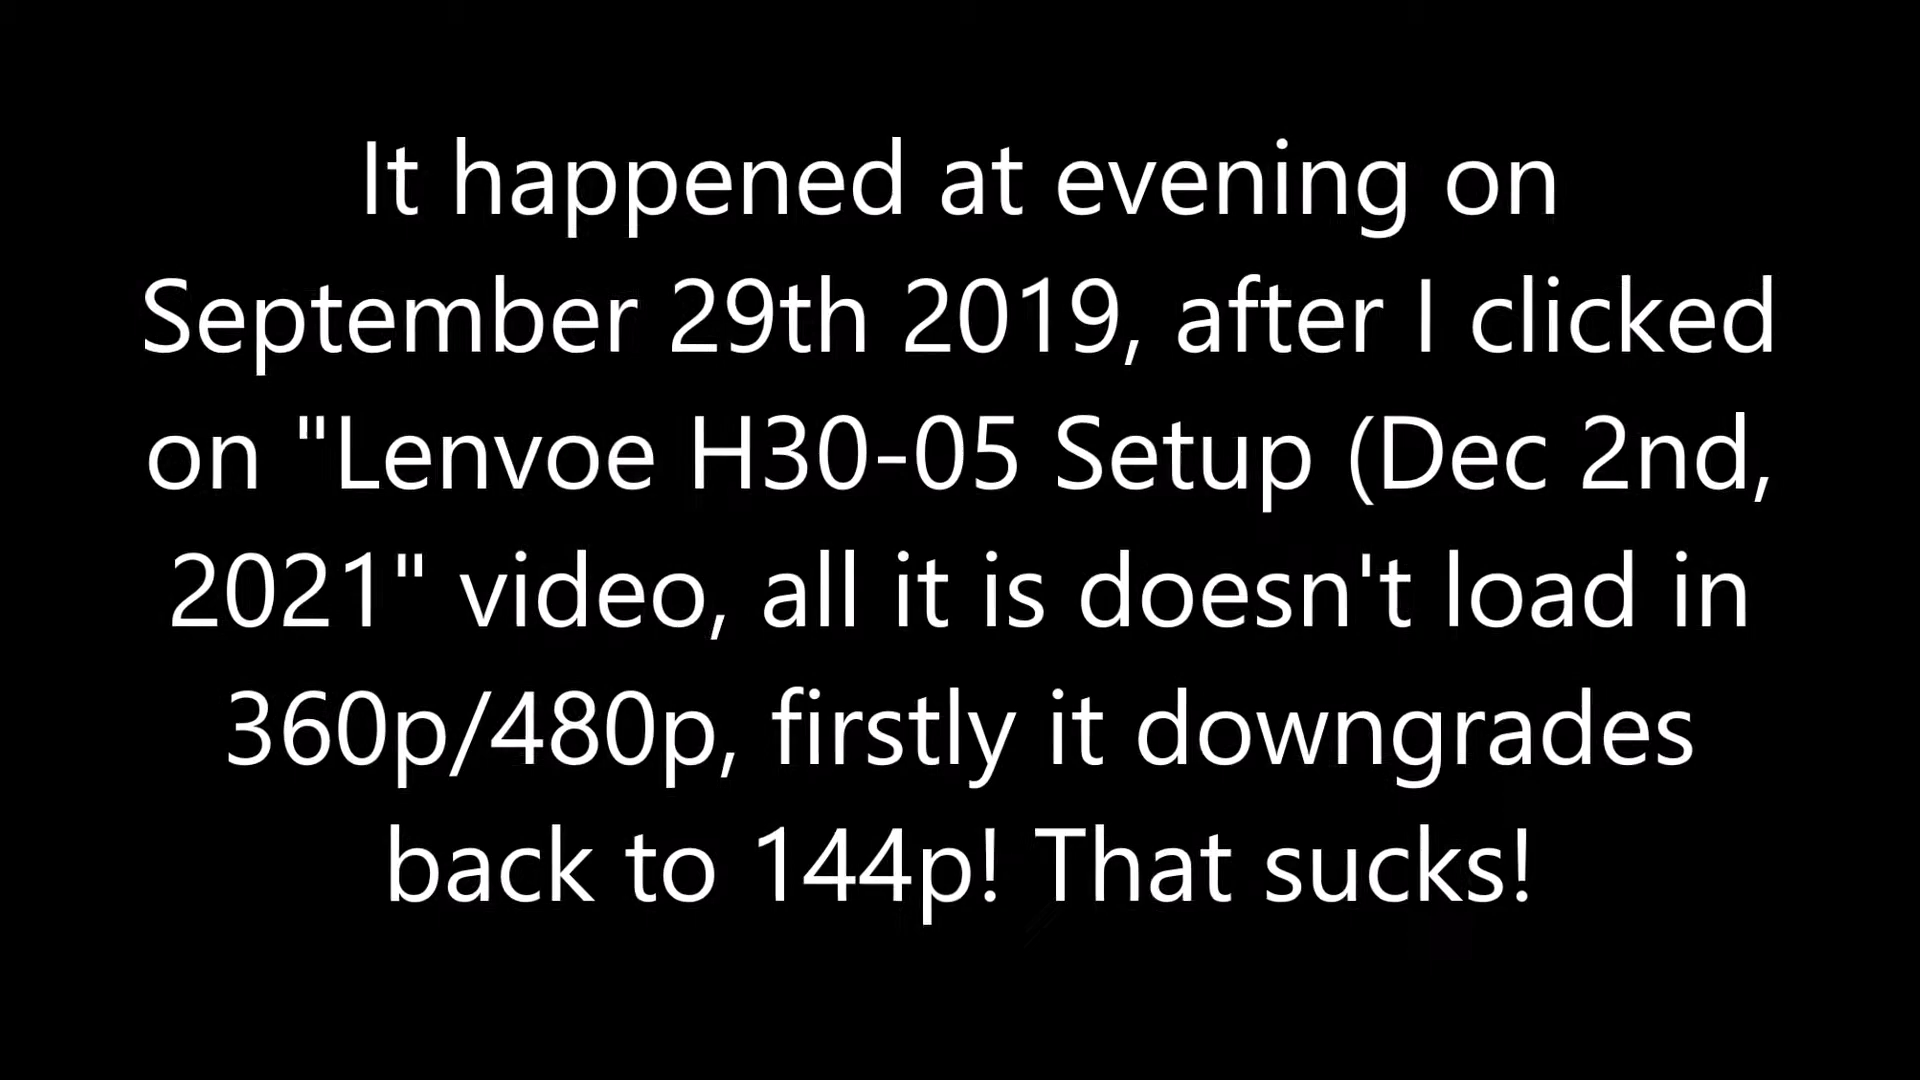 It happened at evening on
September 29th 2019, after I clicked
on "Lenvoe H30-05 Setup (Dec 2nd,
2021" video, all it is doesn't load in
360p/480p, firstly it downgrades
back to 144p! That sucks!